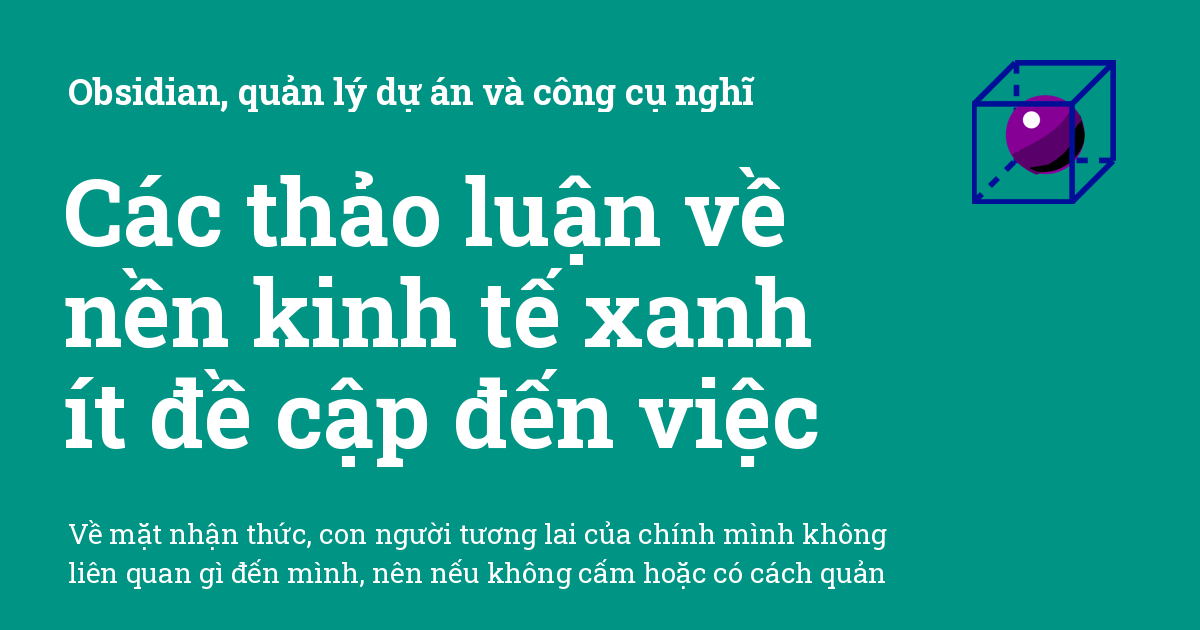 Obsidian, quản lý dự án và công cụ nghĩ
Các thảo luận về
nền kinh tế xanh
ít đề cập đến việc
Về mặt nhận thức, con người tương lai của chính mình không
liên quan gì đến mình, nên nếu không cấm hoặc có cách quản